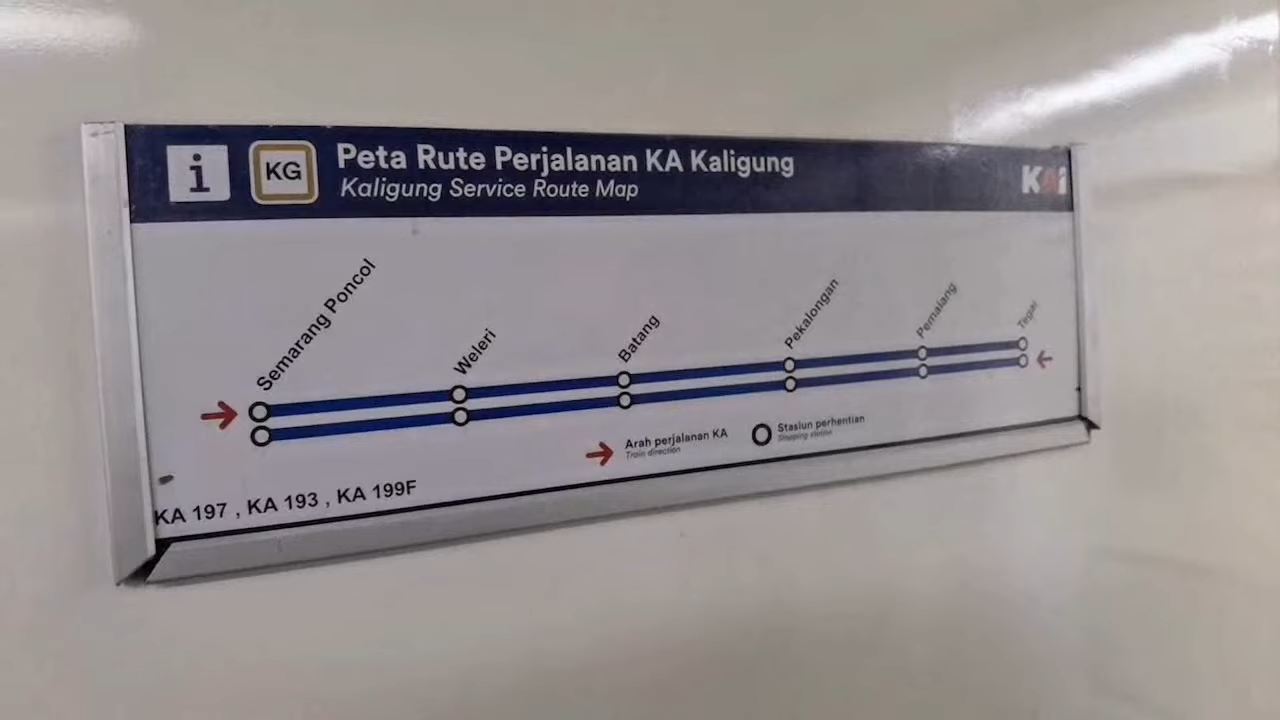 i
KG
Peta Rute Perjalanan KA Kaligung
Kaligung Service Route Map
KAI
Semarang Poncol
Weleri
Batang
Pekalongan
Pemalang
Tegal
Arah perjalanan KA
Train direction
Stasiun perhentian
Stopping station
KA 197 , KA 193 , KA 199F